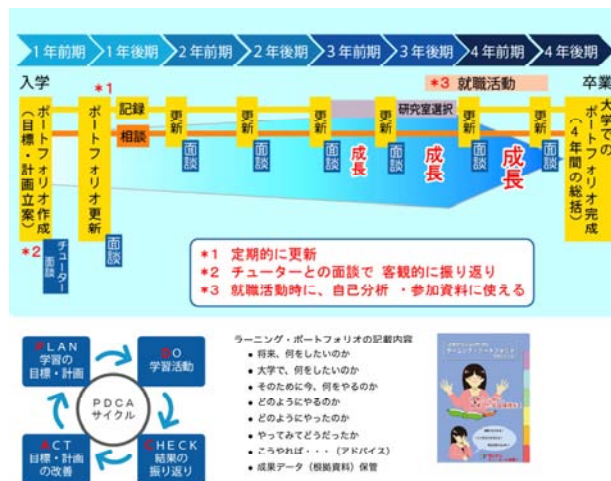 1年前期
1年後期
2年前期
2年後期
3年前期
3年後期
4年前期
4年後期
入学
*1
*3 就職活動
卒業
ポートフォリオ作成
（目標・計画立案）
ポートフォリオ更新
記録
相談
更新
更新
更新
研究室選択
更新
更新
更新
大学での
ポートフォリオ完成
（4年間の総括）
面談
面談
面談
面談
面談
面談
成長
成長
成長
*2
チューター
面談
面談
*1 定期的に更新
*2 チューターとの面談で 客観的に振り返り
*3 就職活動時に、自己分析 ・参加資料に使える
PLAN
学習の
目標・計画
DO
学習活動
PDCA
サイクル
ACT
目標・計画
の改善
CHECK
結果の
振り返り
ラーニング・ポートフォリオの記載内容
● 将来、何をしたいのか
● 大学で、何をしたいのか
● そのために今、何をやるのか
● どのようにやるのか
● どのようにやったのか
● やってみてどうだったか
● こうやれば・・・（アドバイス）
● 成果データ（根拠資料）保管
ラーニング・ポートフォリオ